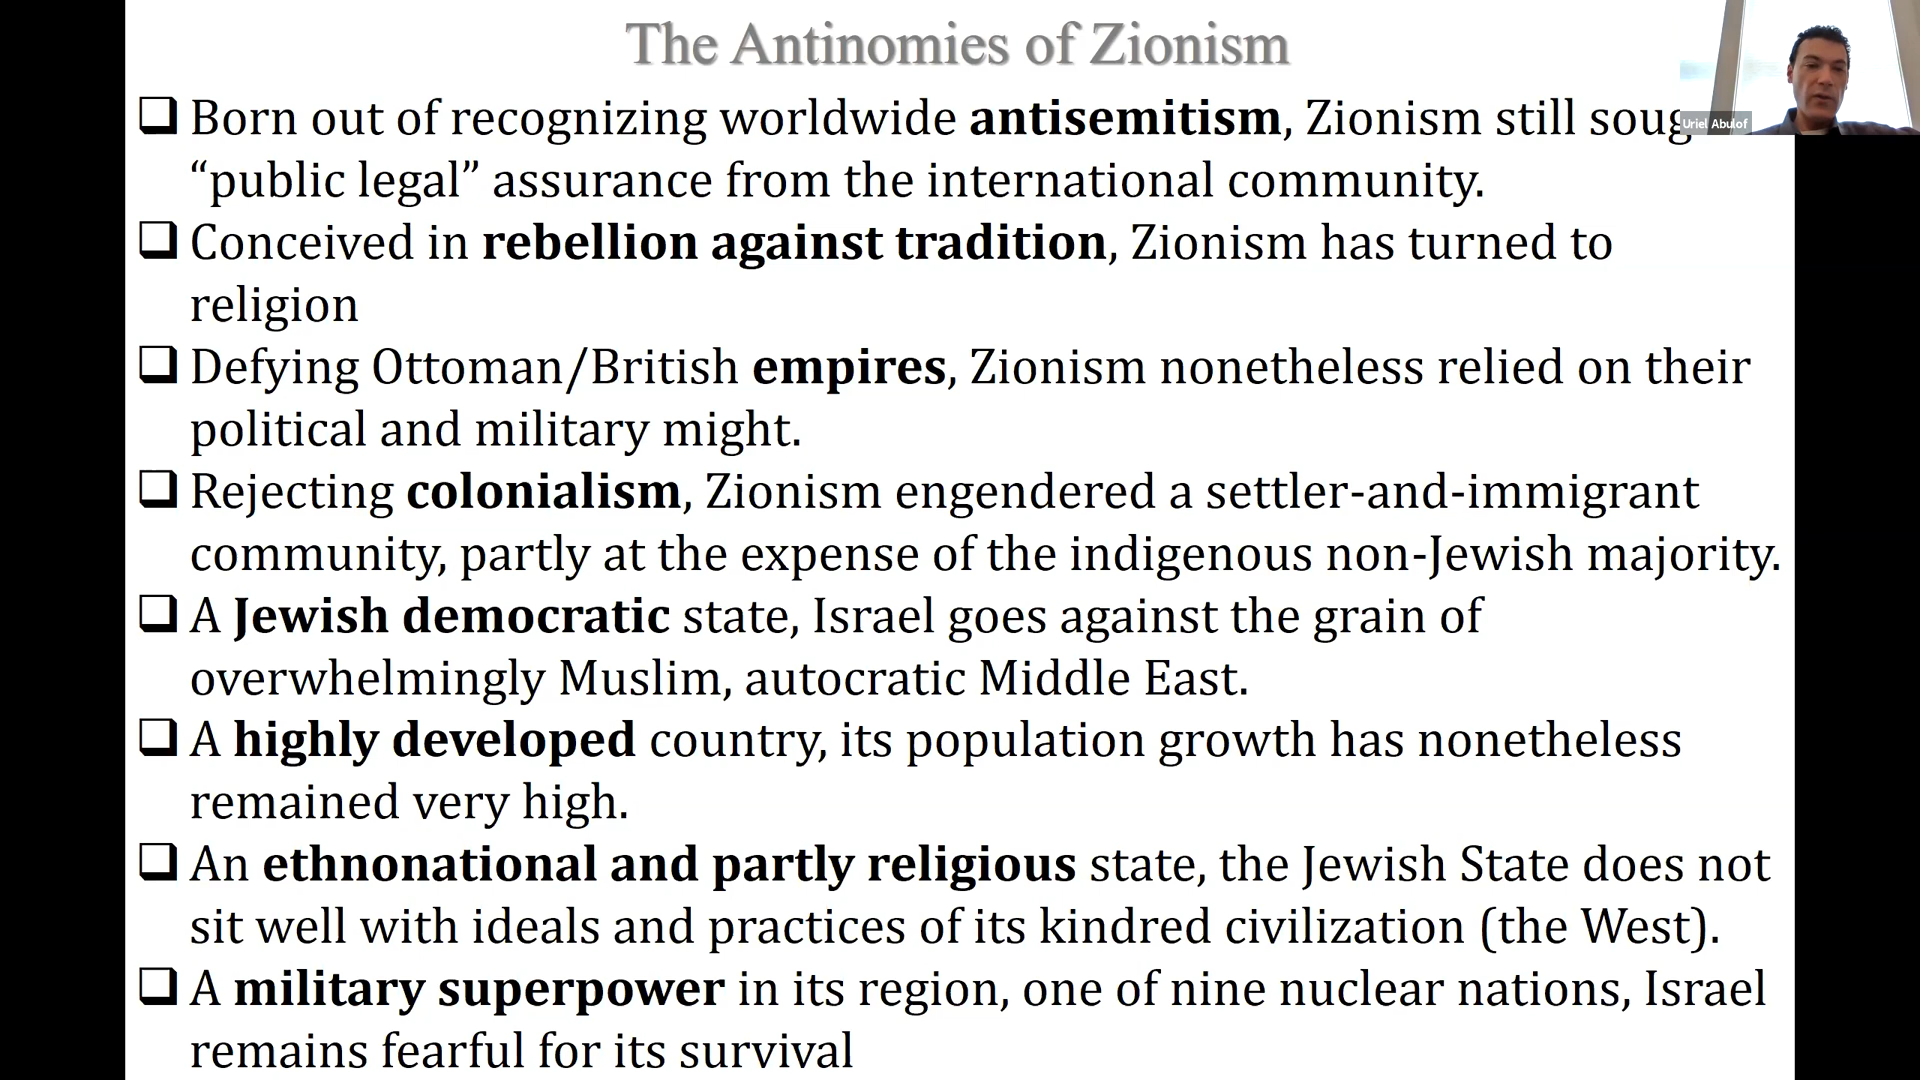 The Antinomies of Zionism
Born out of recognizing worldwide antisemitism, Zionism still soug
“public legal” assurance from the international community.
Conceived in rebellion against tradition, Zionism has turned to
religion
Defying Ottoman/British empires, Zionism nonetheless relied on their
political and military might.
Rejecting colonialism, Zionism engendered a settler-and-immigrant
community, partly at the expense of the indigenous non-Jewish majority.
A Jewish democratic state, Israel goes against the grain of
overwhelmingly Muslim, autocratic Middle East.
A highly developed country, its population growth has nonetheless
remained very high.
An ethnonational and partly religious state, the Jewish State does not
sit well with ideals and practices of its kindred civilization (the West).
A military superpower in its region, one of nine nuclear nations, Israel
remains fearful for its survival
Uriel Abulof